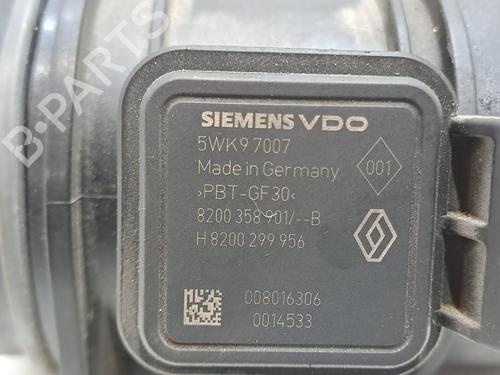 B-PARTS
SIEMENS VDO
5WK9 7007
Made in Germany
001
>PBT-GF30<
8200 358 901/--B
H 8200 299 956
008016306
0014533